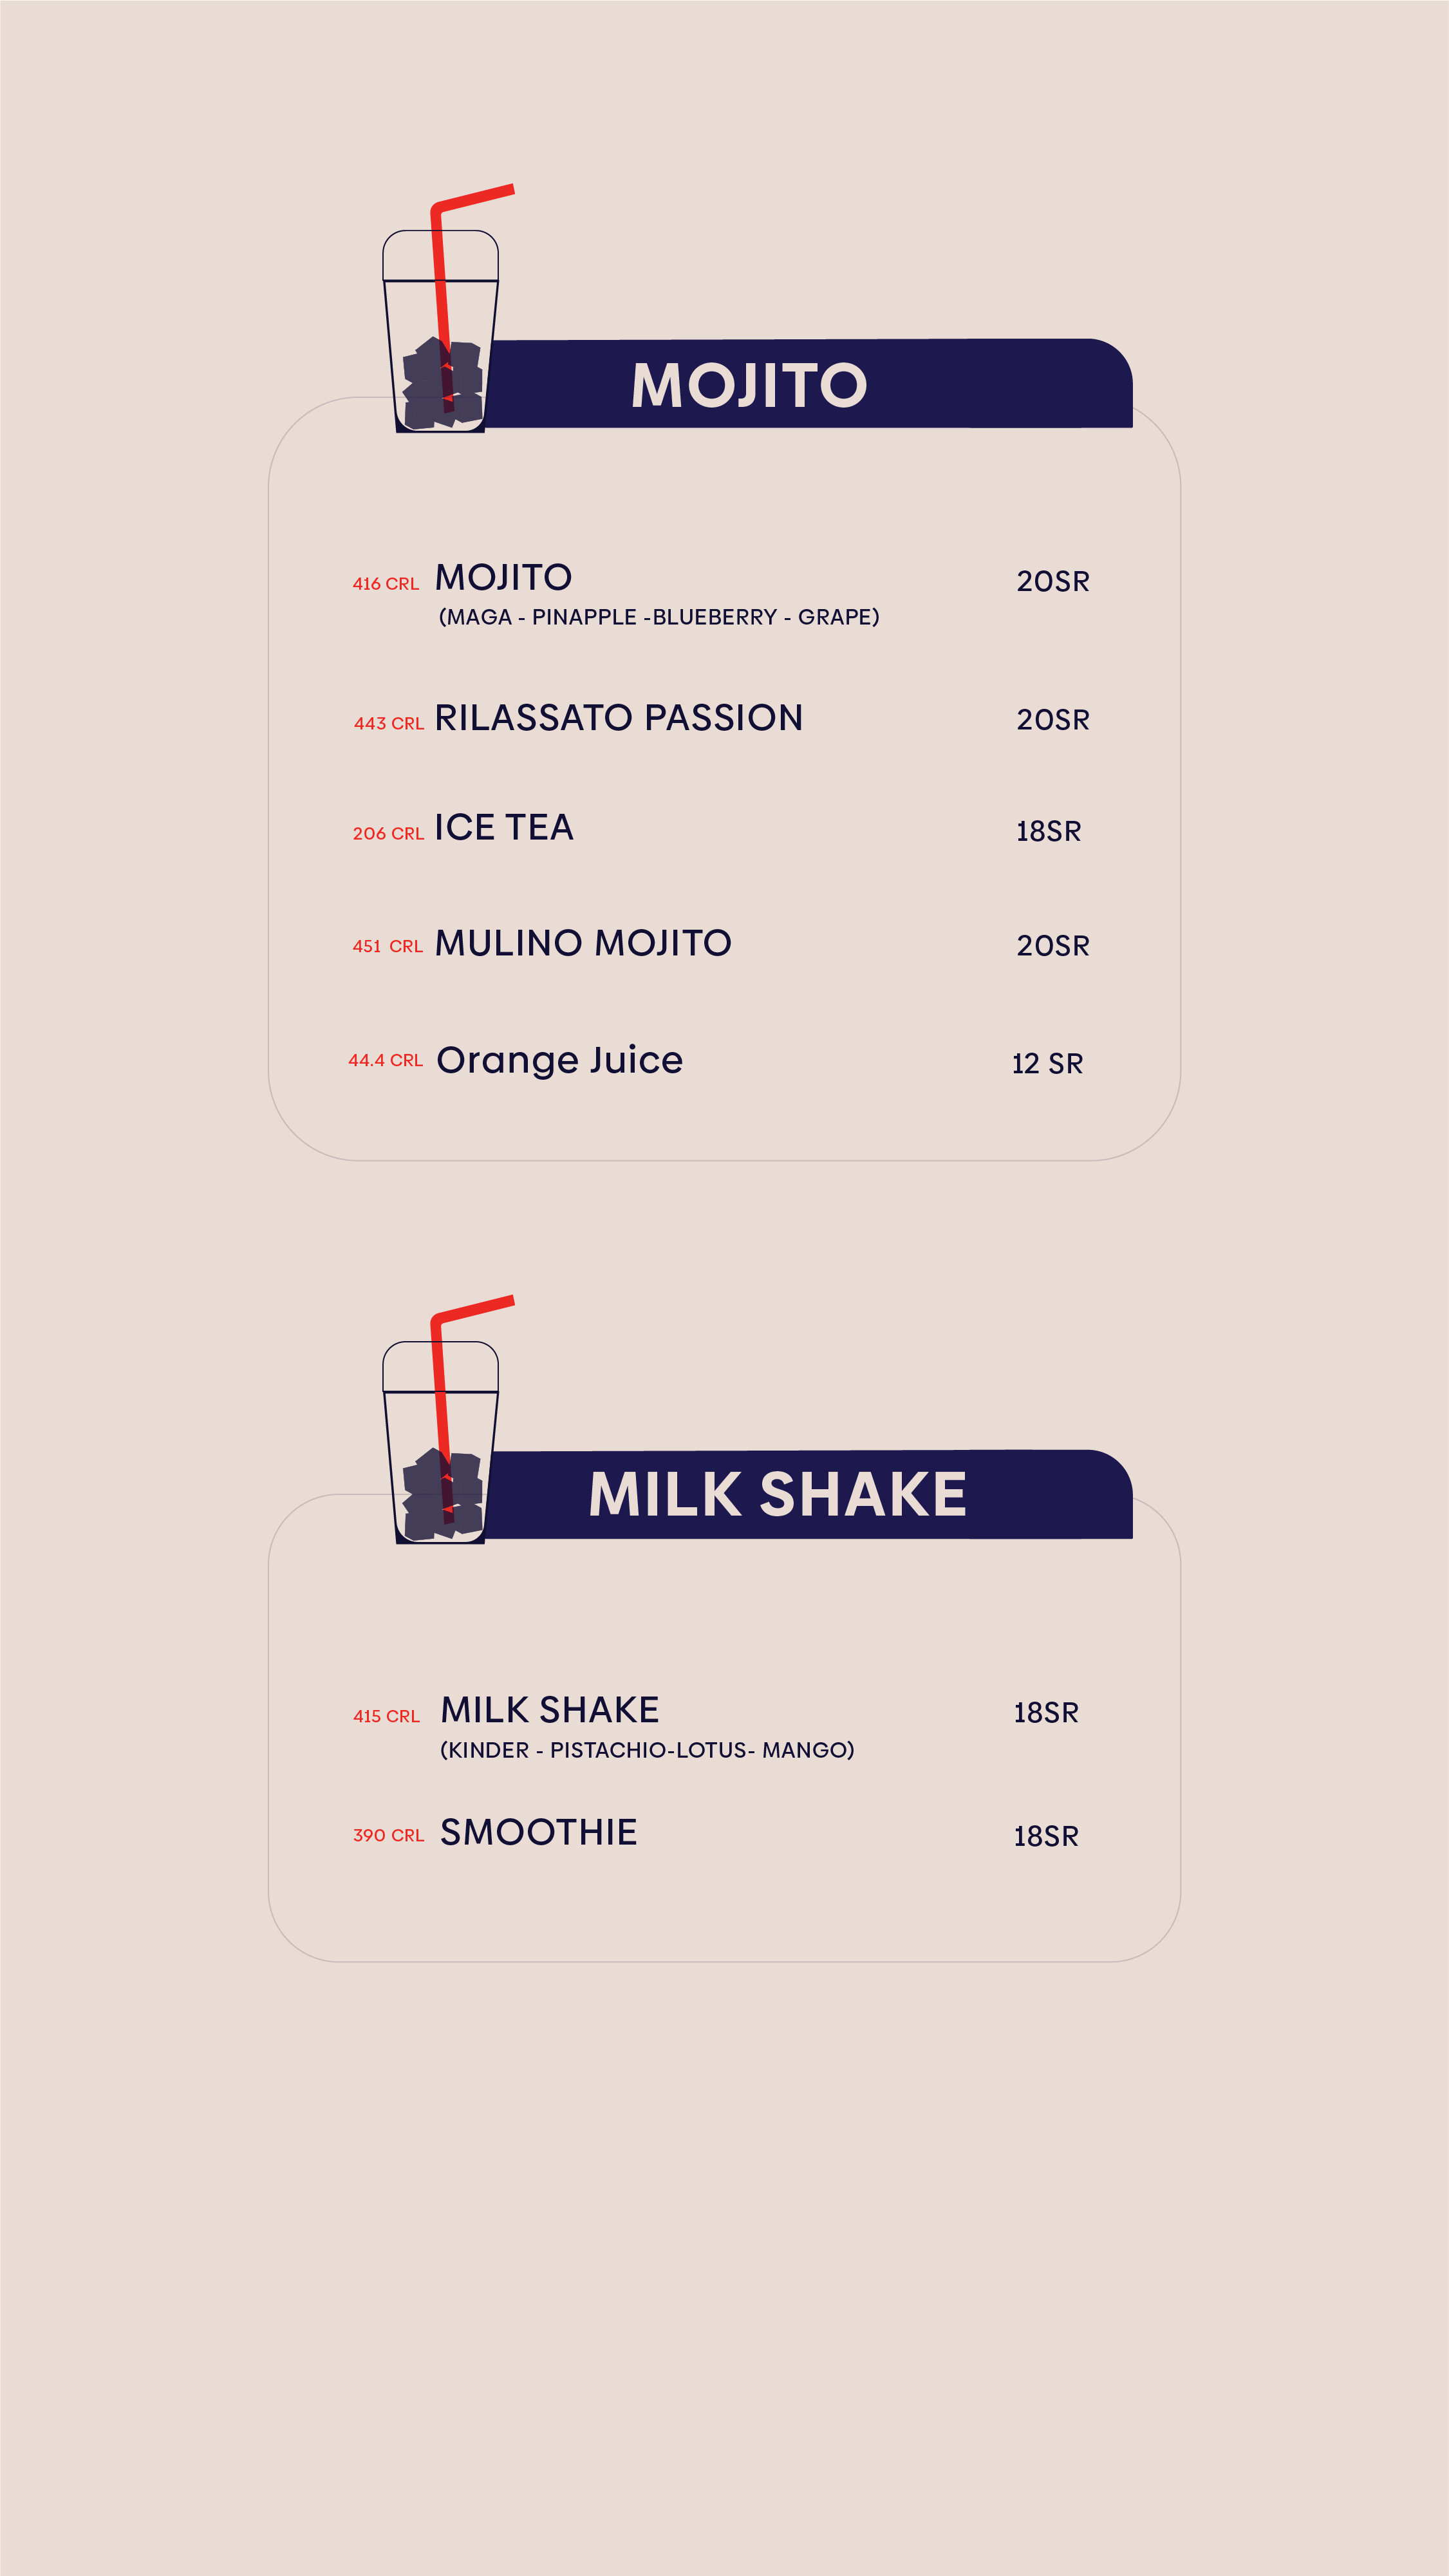 MOJITO
416 CRL MOJITO 20SR
(MAGA - PINAPPLE -BLUEBERRY - GRAPE)
443 CRL RILASSATO PASSION 20SR
206 CRL ICE TEA 18SR
451 CRL MULINO MOJITO 20SR
44.4 CRL Orange Juice 12 SR
MILK SHAKE
415 CRL MILK SHAKE 18SR
(KINDER - PISTACHIO-LOTUS- MANGO)
390 CRL SMOOTHIE 18SR